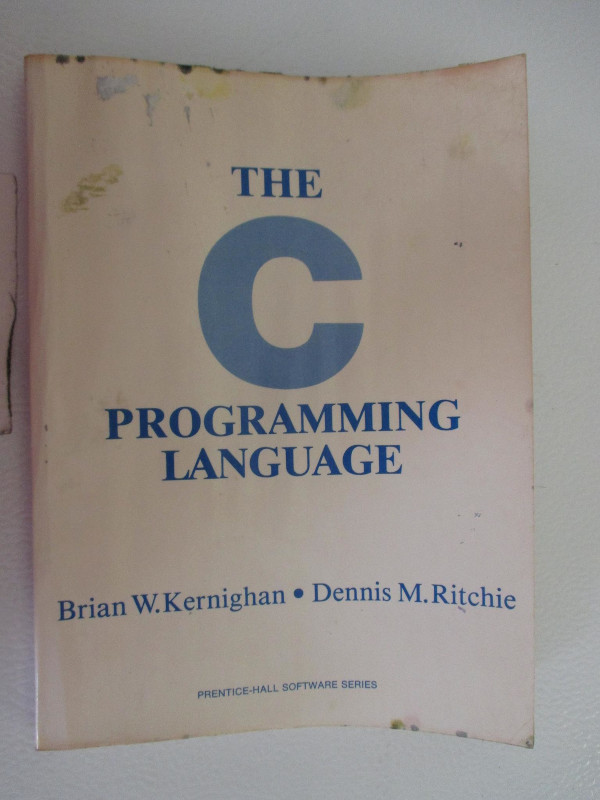 THE
C
PROGRAMMING
LANGUAGE
Brian W.Kernighan • Dennis M.Ritchie
PRENTICE-HALL SOFTWARE SERIES